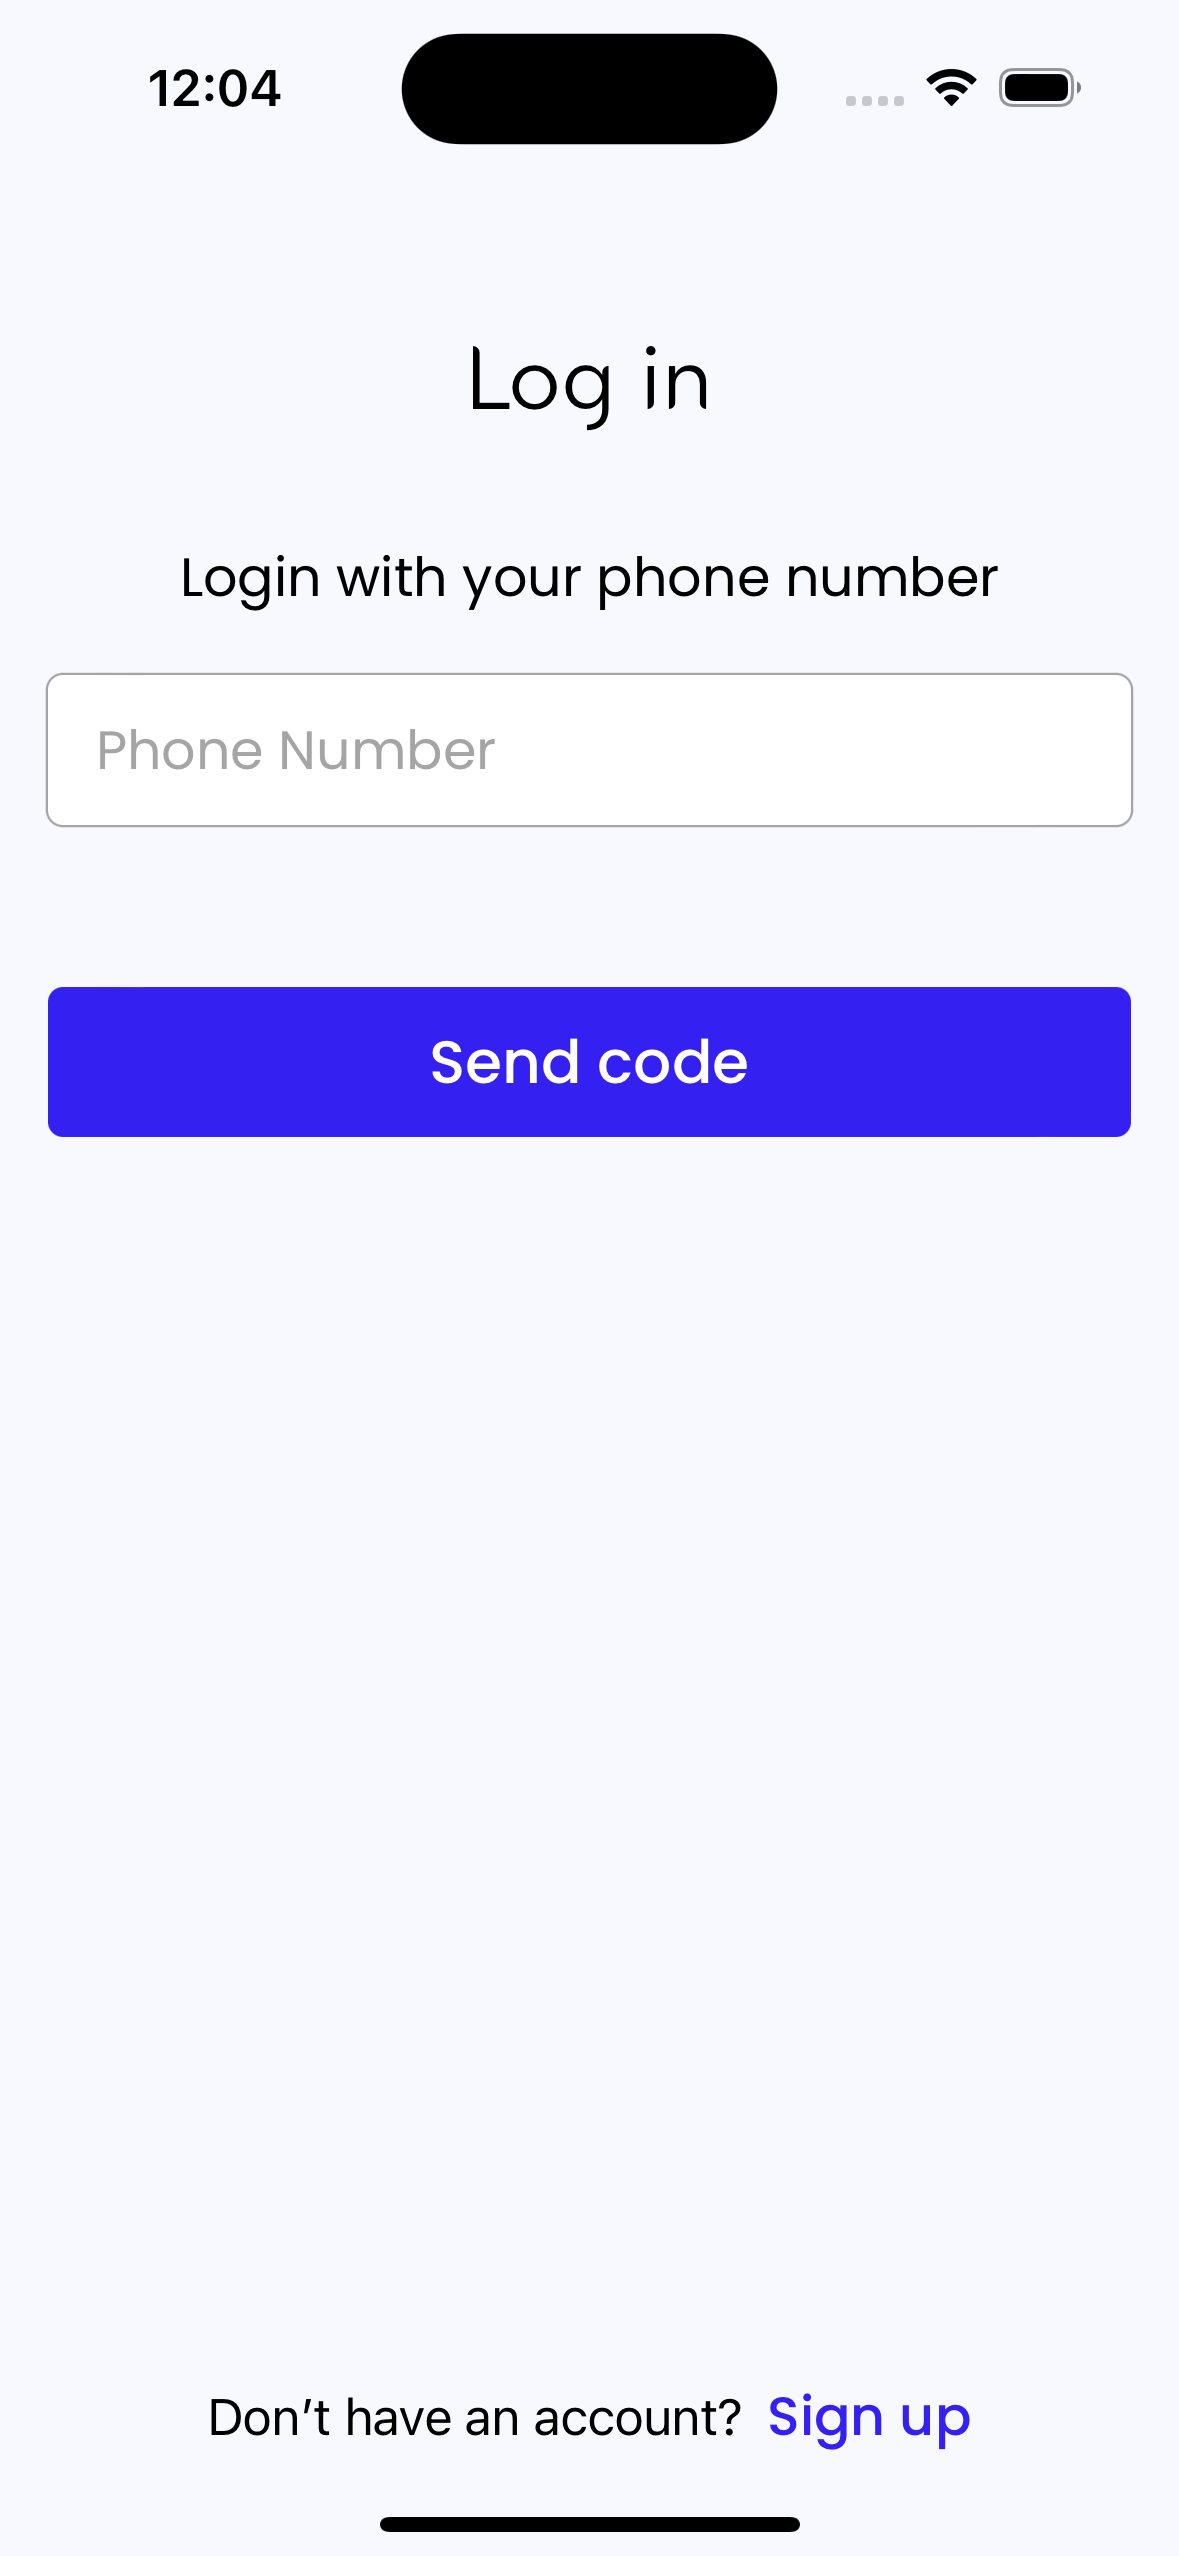 12:04
Log in
Login with your phone number
Phone Number
Send code
Don’t have an account? Sign up